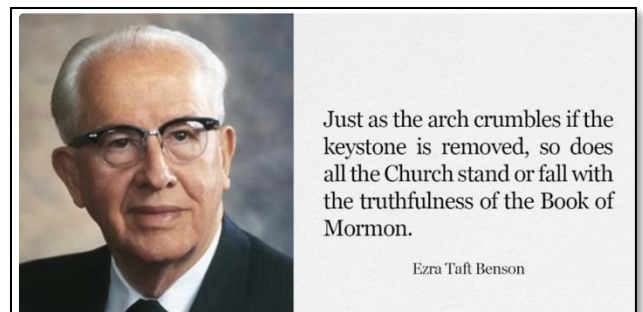 Just as the arch crumbles if the
keystone is removed, so does
all the Church stand or fall with
the truthfulness of the Book of
Mormon.
Ezra Taft Benson